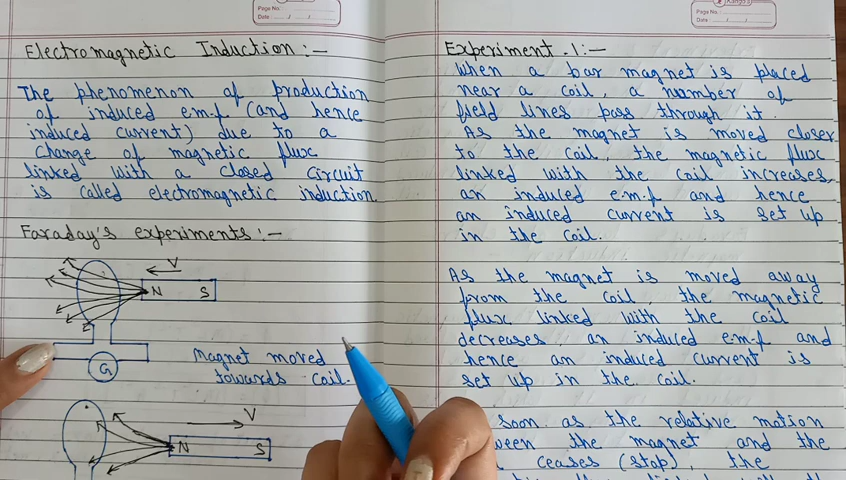 Page No.
Date
Electromagnetic Induction :-
The phenomenon of production
of induced e.m.f (and hence
induced current) due to a
change of magnetic flux
linked with a closed circuit
is called electromagnetic induction
Faraday's experiments :-
V
N S
G
Magnet moved
towards coil.
V
N S
Page No.
Date
Experiment . 1 :-
When a bar magnet is placed
near a coil, a number of
field lines pass through it.
As the magnet is moved closer
to the coil, the magnetic flux
linked with the coil increases
an induced e.m.f and hence
an induced current is set up
in the coil.
As the magnet is moved away
from the coil, the magnetic
flux linked with the coil
decreases, an induced e.m.f and
hence an induced current is
set up in the coil.
soon as the relative motion
ween the magnet and the
ceases (stop), the